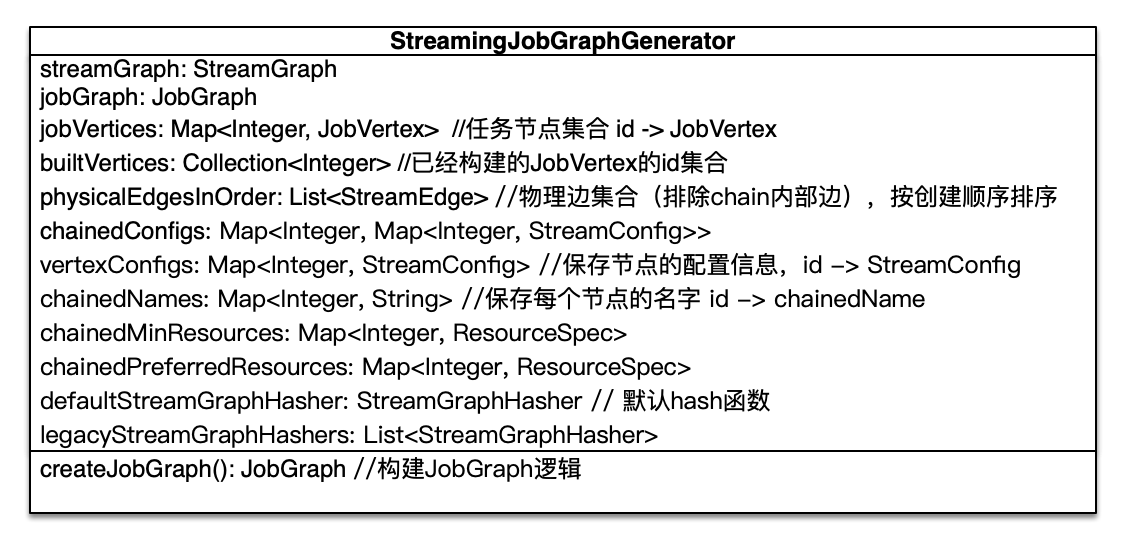 StreamingJobGraphGenerator
streamGraph: StreamGraph
jobGraph: JobGraph
jobVertices: Map<Integer, JobVertex>  //任务节点集合 id -> JobVertex
builtVertices: Collection<Integer> //已经构建的JobVertex的id集合
physicalEdgesInOrder: List<StreamEdge> //物理边集合（排除chain内部边），按创建顺序排序
chainedConfigs: Map<Integer, Map<Integer, StreamConfig>>
vertexConfigs: Map<Integer, StreamConfig> //保存节点的配置信息，id -> StreamConfig
chainedNames: Map<Integer, String> //保存每个节点的名字 id -> chainedName
chainedMinResources: Map<Integer, ResourceSpec>
chainedPreferredResources: Map<Integer, ResourceSpec>
defaultStreamGraphHasher: StreamGraphHasher // 默认hash函数
legacyStreamGraphHashers: List<StreamGraphHasher>
createJobGraph(): JobGraph //构建JobGraph逻辑